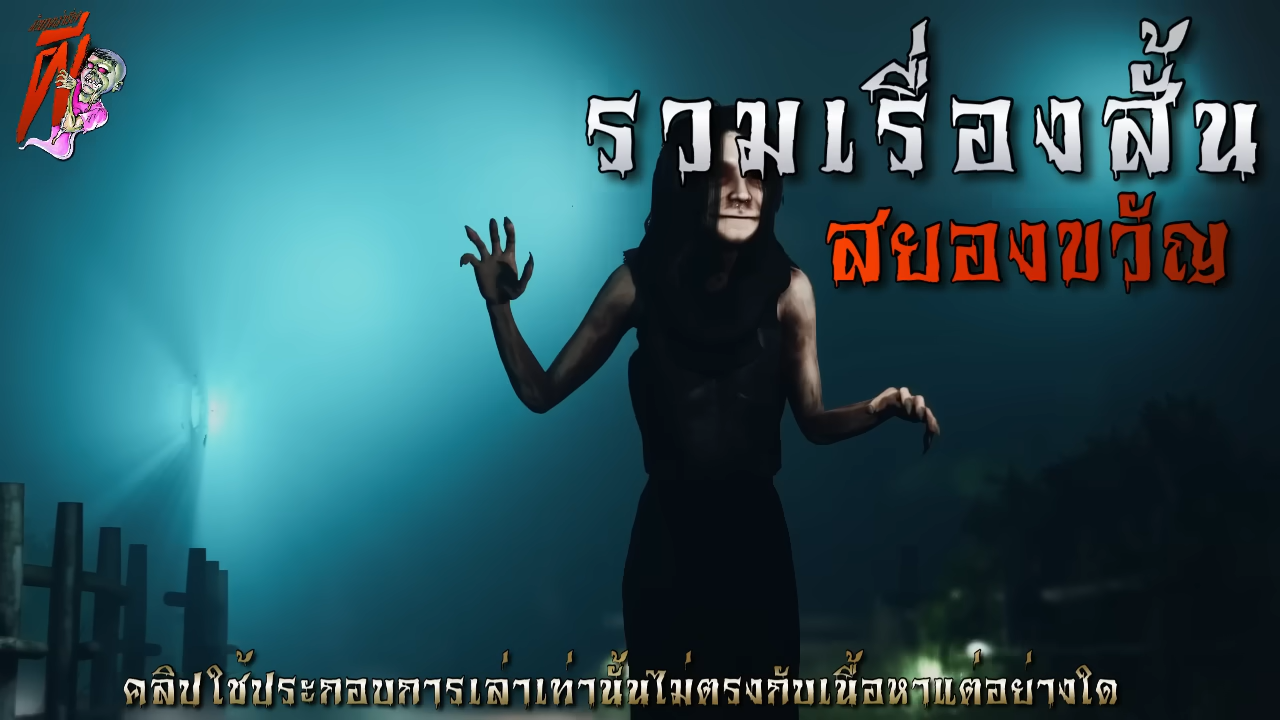 ผี
รวมเรื่องสั้น
สยองขวัญ
คลิปใช้ประกอบการเล่าเท่านั้นไม่ตรงกับเนื้อหาแต่อย่างใด